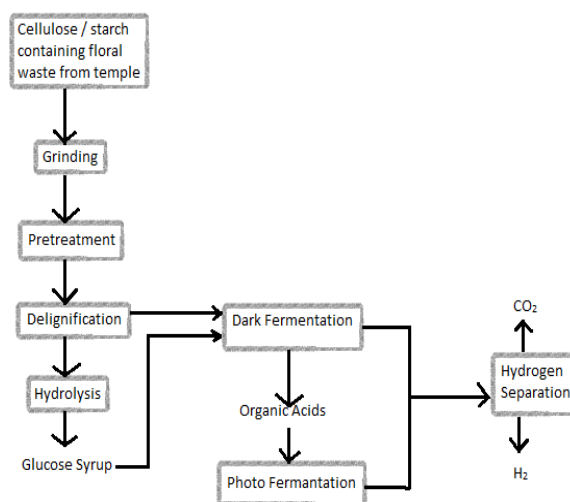 Cellulose / starch
containing floral
waste from temple
Grinding
Pretreatment
Delignification
Dark Fermentation
CO₂
Hydrolysis
Hydrogen
Separation
Organic Acids
Glucose Syrup
Photo Fermantation
H₂